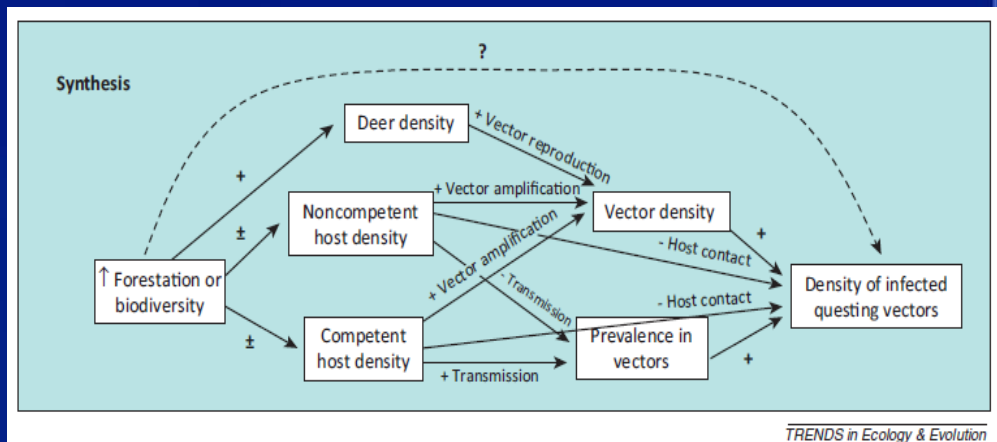 ?
Synthesis
Deer density
+ Vector reproduction
+
+ Vector amplification
Noncompetent
host density
Vector density
±
+
- Host contact
+ Vector amplification
↑ Forestation or
biodiversity
Density of infected
questing vectors
- Transmission
- Host contact
±
Competent
host density
Prevalence in
vectors
+
+ Transmission
TRENDS in Ecology & Evolution